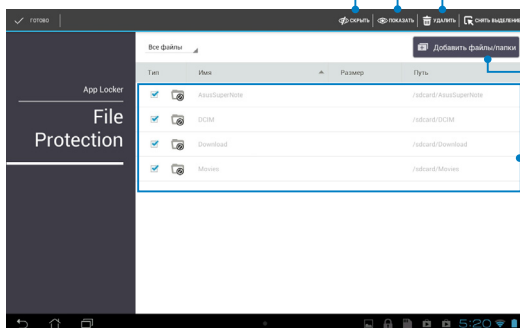 ГОТОВО СКРЫТЬ ПОКАЗАТЬ УДАЛИТЬ СНЯТЬ ВЫДЕЛЕНИЕ
Все файлы Добавить файлы/папки
Тип Имя Размер Путь
App Locker
File
Protection
AsusSuperNote /sdcard/AsusSuperNote
DCIM /sdcard/DCIM
Download /sdcard/Download
Movies /sdcard/Movies
5:20